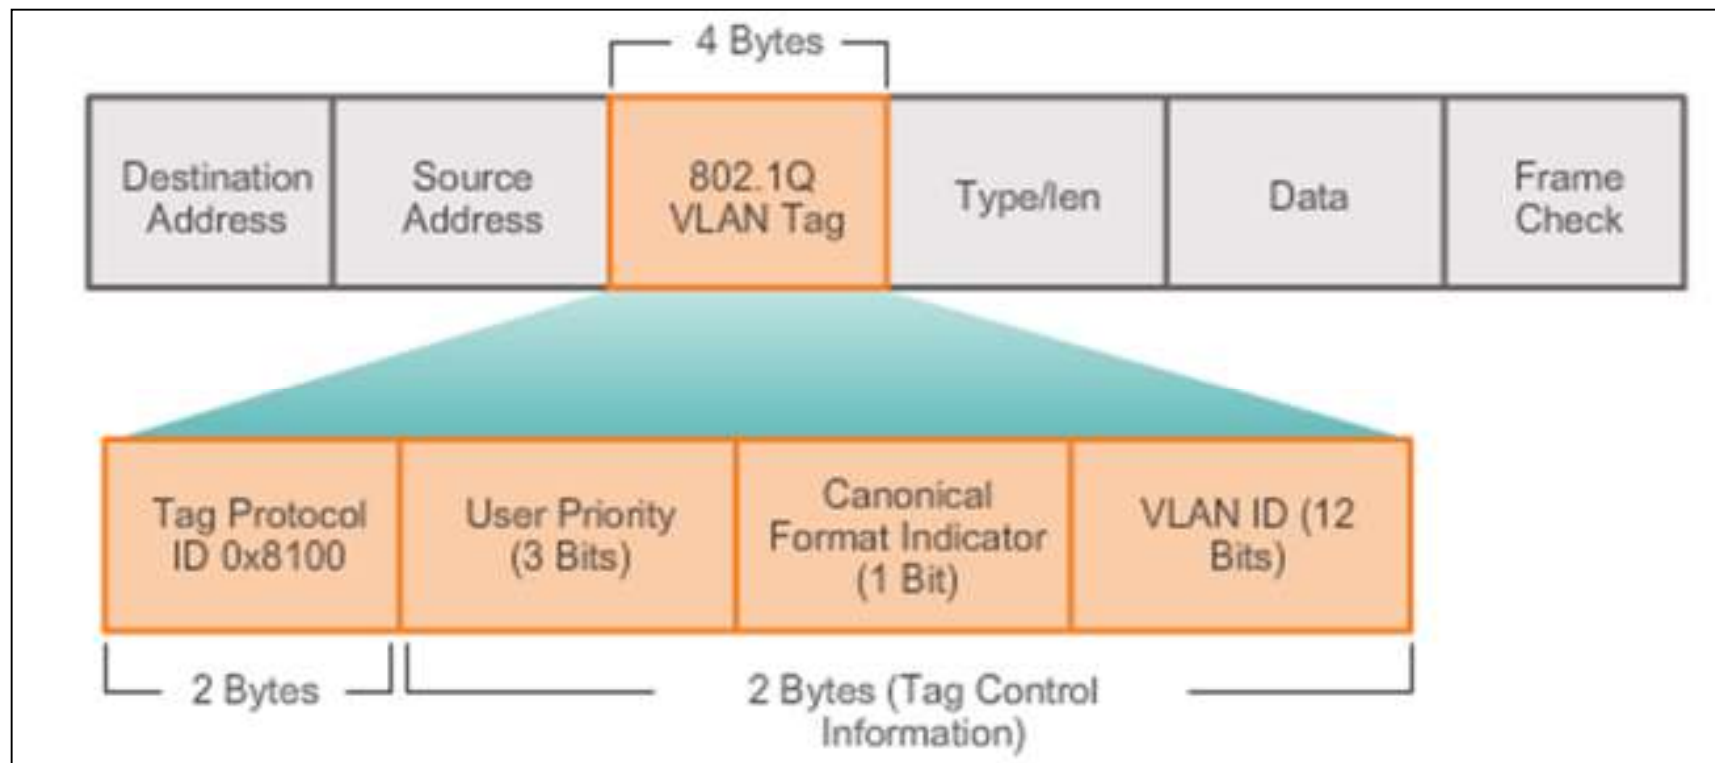 4 Bytes
Destination
Address
Source
Address
802.1Q
VLAN Tag
Type/len
Data
Frame
Check
Tag Protocol
ID 0x8100
User Priority
(3 Bits)
Canonical
Format Indicator
(1 Bit)
VLAN ID (12
Bits)
2 Bytes
2 Bytes (Tag Control
Information)